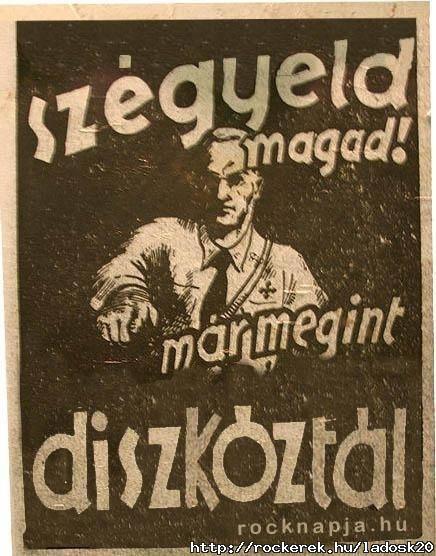 szégyeld
magad!
már megint
diszkóztál
rocknapja.hu
http://rockerek.hu/ladosk20